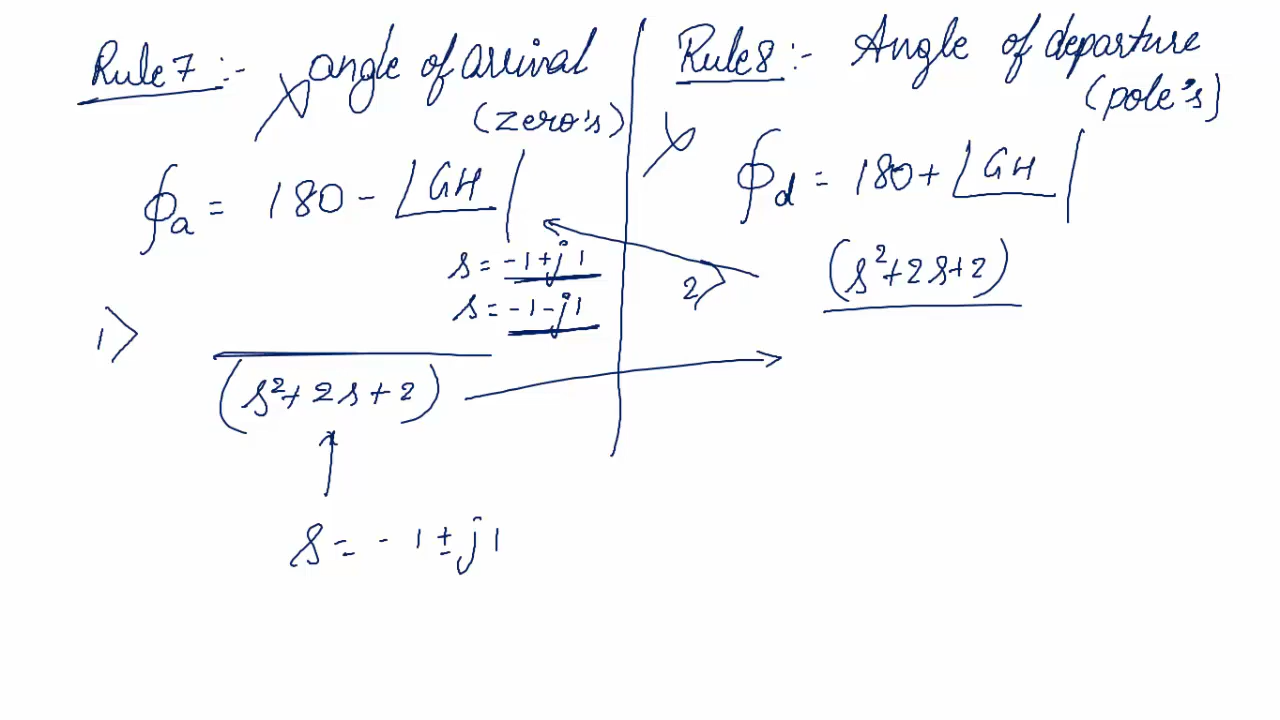 Rule 7 :- angle of arrival
(zero's)
ϕa = 180 - ∠GH |
s = -1+j1
s = -1-j1
1>
(s²+2s+2)
s = -1±j1
Rule 8 :- Angle of departure
(pole's)
ϕd = 180+ ∠GH |
2>
(s²+2s+2)